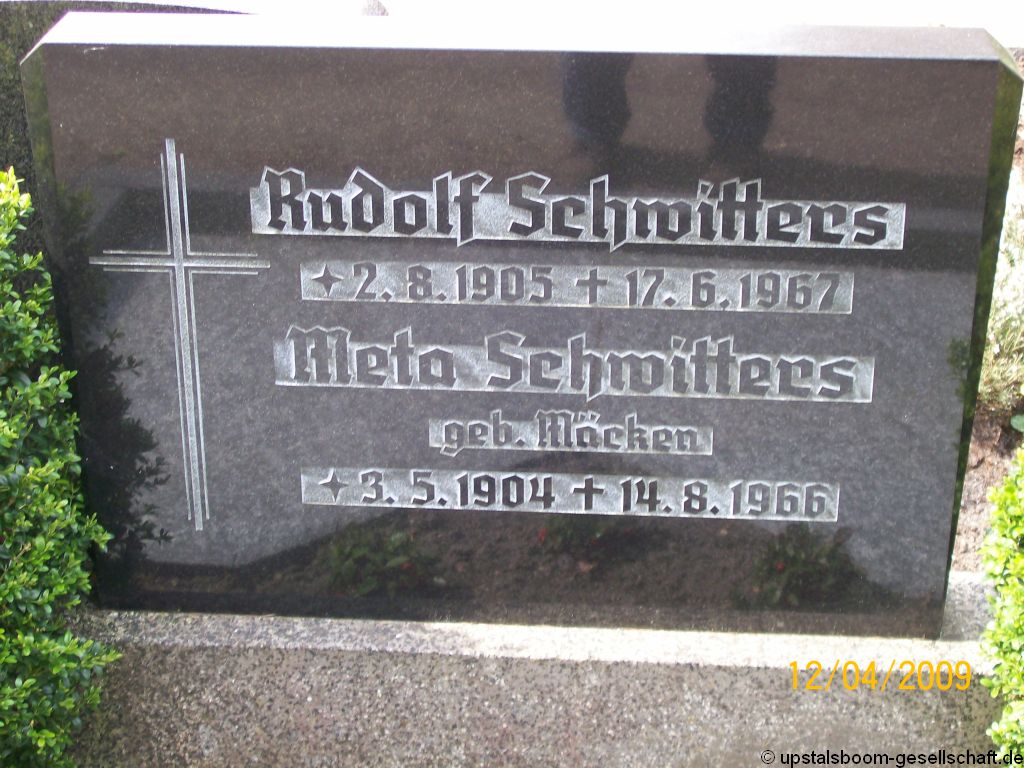 Rudolf Schwitters
✦ 2. 8. 1905 ✝ 17. 6. 1967
Meta Schwitters
geb. Mäcken
✦ 3. 5. 1904 ✝ 14. 8. 1966
12/04/2009
© upstalsboom-gesellschaft.de